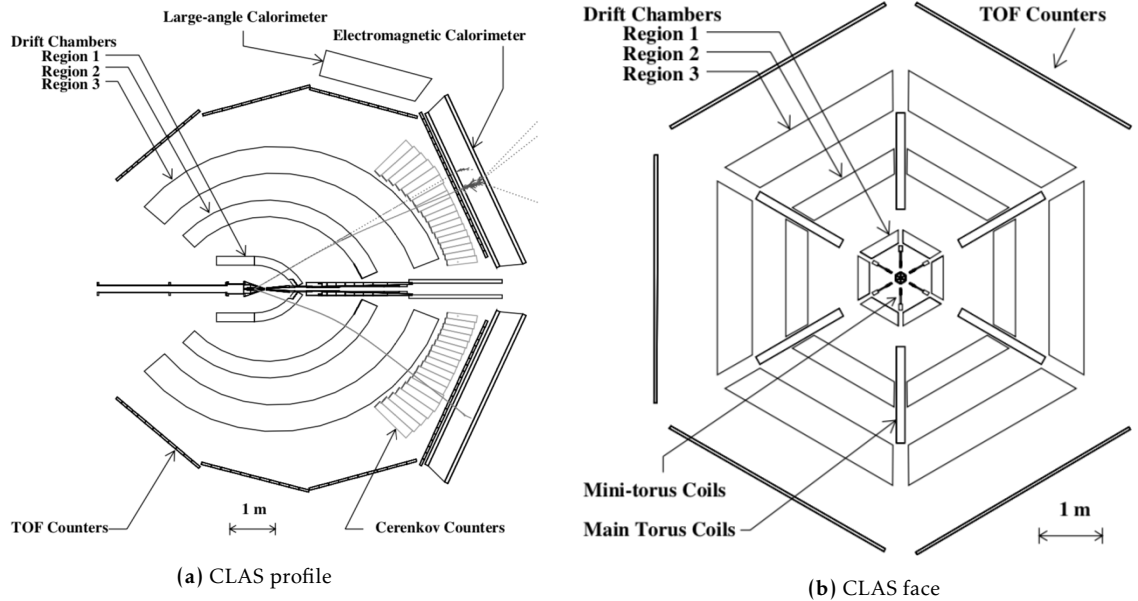 Large-angle Calorimeter
Electromagnetic Calorimeter
Drift Chambers
Region 1
Region 2
Region 3
TOF Counters
1 m
Cerenkov Counters
(a) CLAS profile
Drift Chambers
Region 1
Region 2
Region 3
TOF Counters
Mini-torus Coils
Main Torus Coils
1 m
(b) CLAS face